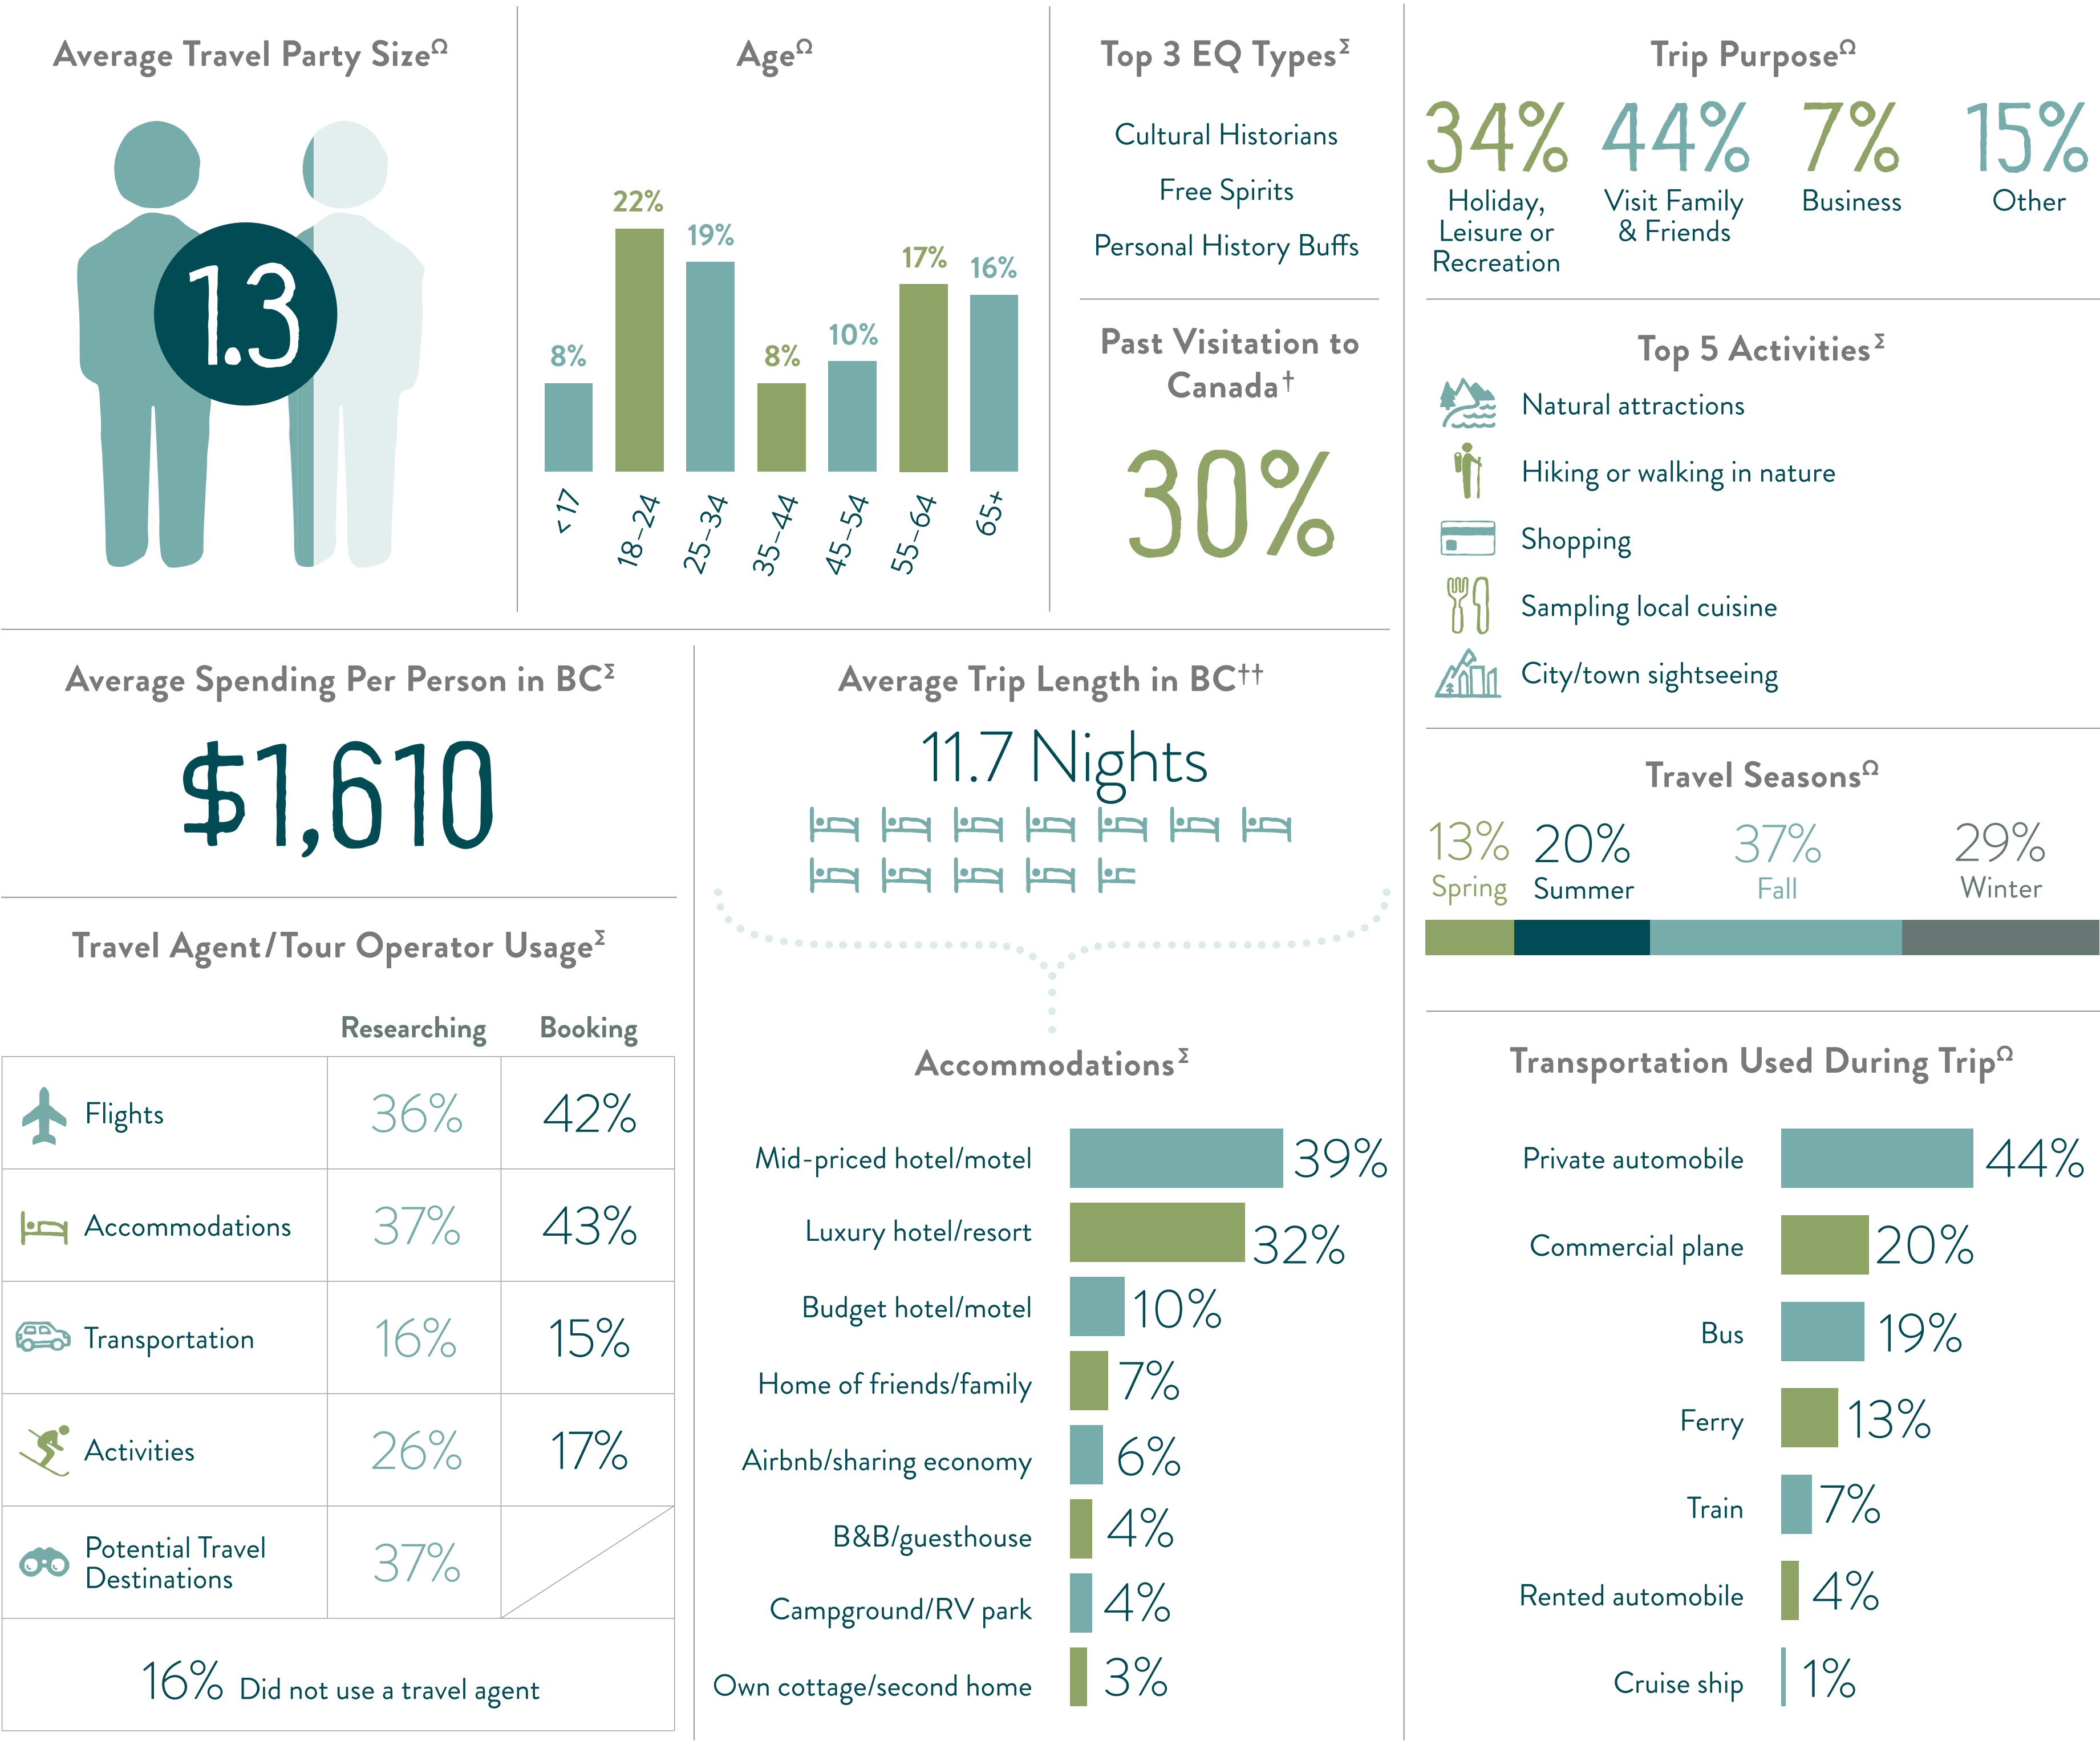 Average Travel Party SizeΩ
1.3
AgeΩ
8%
22%
19%
8%
10%
17%
16%
<17
18–24
25–34
35–44
45–54
55–64
65+
Top 3 EQ TypesΣ
Cultural Historians
Free Spirits
Personal History Buffs
Past Visitation to
Canada†
30%
Trip PurposeΩ
34%
Holiday,
Leisure or
Recreation
44%
Visit Family
& Friends
7%
Business
15%
Other
Top 5 ActivitiesΣ
Natural attractions
Hiking or walking in nature
Shopping
Sampling local cuisine
City/town sightseeing
Average Spending Per Person in BCΣ
$1,610
Average Trip Length in BC††
11.7 Nights
Travel SeasonsΩ
13%
Spring
20%
Summer
37%
Fall
29%
Winter
Travel Agent/Tour Operator UsageΣ
Researching Booking
Flights 36% 42%
Accommodations 37% 43%
Transportation 16% 15%
Activities 26% 17%
Potential Travel
Destinations
37%
16% Did not use a travel agent
AccommodationsΣ
Mid-priced hotel/motel 39%
Luxury hotel/resort 32%
Budget hotel/motel 10%
Home of friends/family 7%
Airbnb/sharing economy 6%
B&B/guesthouse 4%
Campground/RV park 4%
Own cottage/second home 3%
Transportation Used During TripΩ
Private automobile 44%
Commercial plane 20%
Bus 19%
Ferry 13%
Train 7%
Rented automobile 4%
Cruise ship 1%